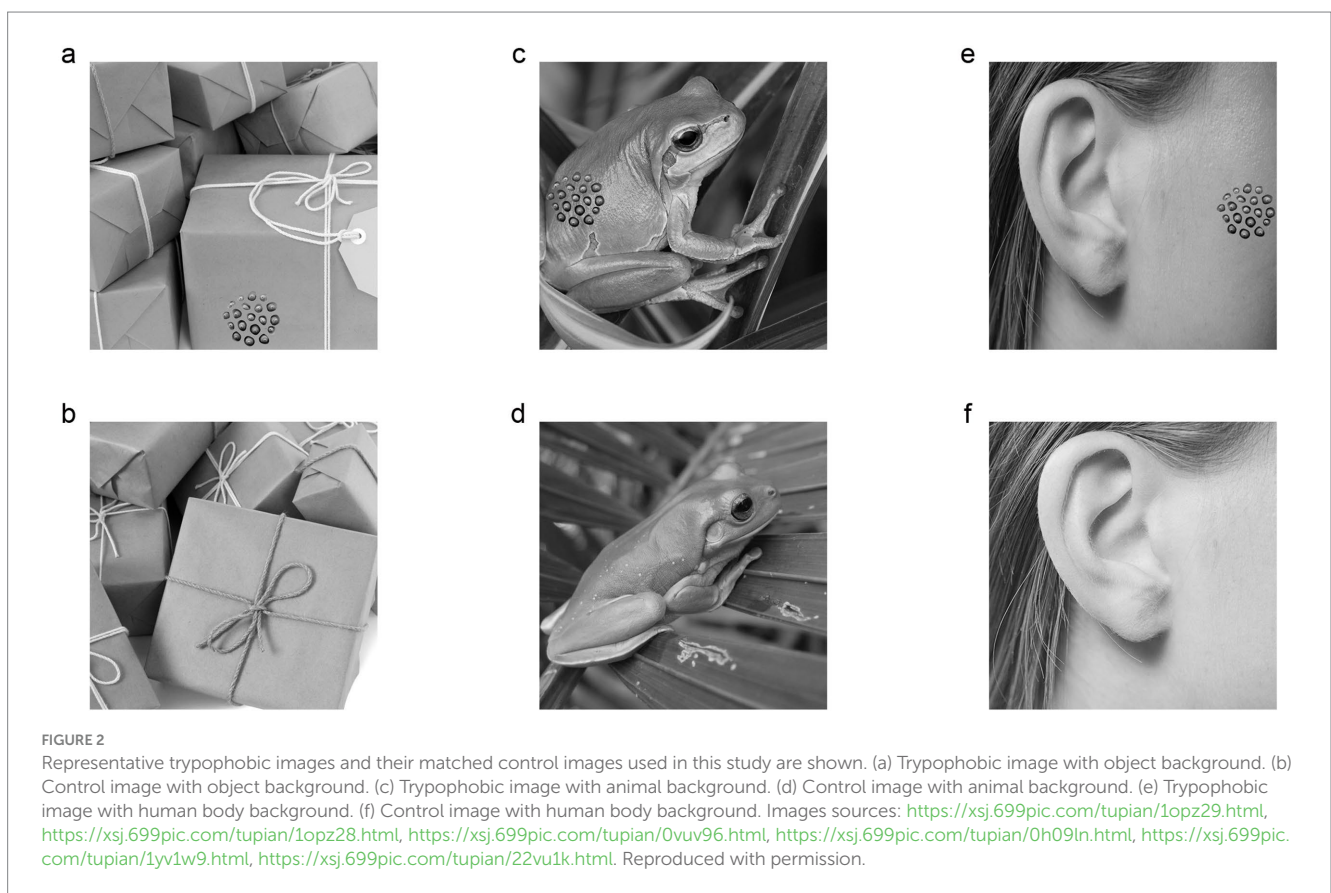 a
c
e
b
d
f
FIGURE 2
Representative trypophobic images and their matched control images used in this study are shown. (a) Trypophobic image with object background. (b)
Control image with object background. (c) Trypophobic image with animal background. (d) Control image with animal background. (e) Trypophobic
image with human body background. (f) Control image with human body background. Images sources: https://xsj.699pic.com/tupian/1opz29.html,
https://xsj.699pic.com/tupian/1opz28.html, https://xsj.699pic.com/tupian/0vuv96.html, https://xsj.699pic.com/tupian/0h09ln.html, https://xsj.699pic.
com/tupian/1yv1w9.html, https://xsj.699pic.com/tupian/22vu1k.html. Reproduced with permission.